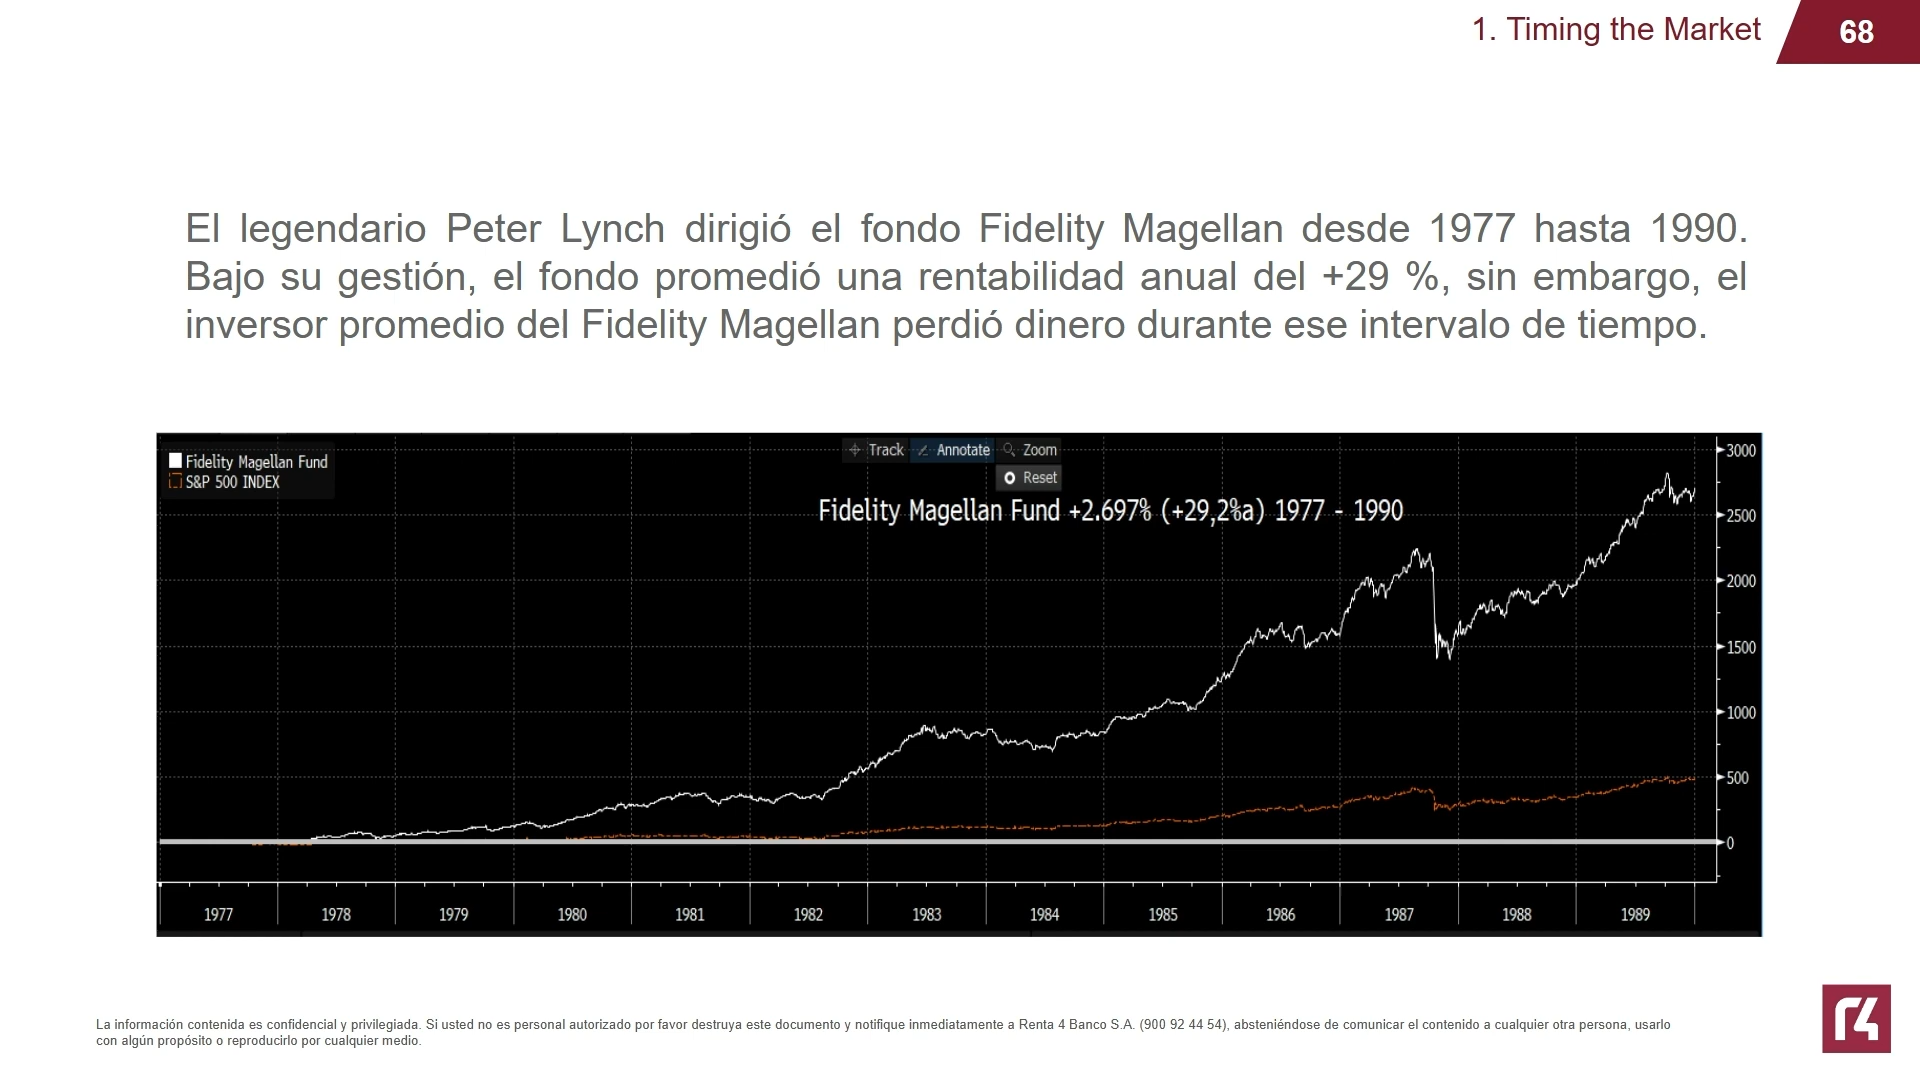 1. Timing the Market
68
El legendario Peter Lynch dirigió el fondo Fidelity Magellan desde 1977 hasta 1990.
Bajo su gestión, el fondo promedió una rentabilidad anual del +29 %, sin embargo, el
inversor promedio del Fidelity Magellan perdió dinero durante ese intervalo de tiempo.
Fidelity Magellan Fund
S&P 500 INDEX
Track Annotate Zoom
Reset
Fidelity Magellan Fund +2.697% (+29,2%a) 1977 - 1990
3000
2500
2000
1500
1000
500
0
1977 1978 1979 1980 1981 1982 1983 1984 1985 1986 1987 1988 1989
La información contenida es confidencial y privilegiada. Si usted no es personal autorizado por favor destruya este documento y notifique inmediatamente a Renta 4 Banco S.A. (900 92 44 54), absteniéndose de comunicar el contenido a cualquier otra persona, usarlo
con algún propósito o reproducirlo por cualquier medio.
r4